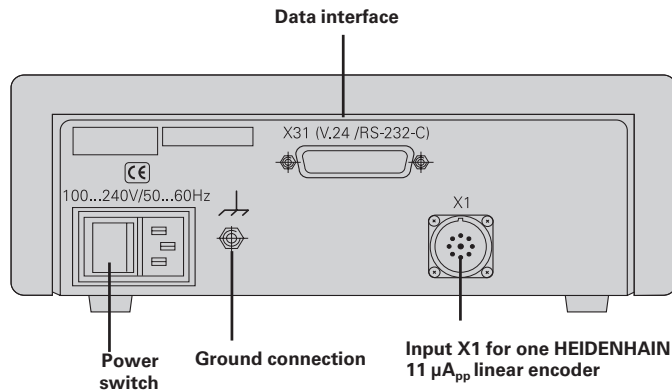 Data interface
X31 (V.24 /RS-232-C)
CE
100...240V/50...60Hz
X1
Power
switch
Ground connection
Input X1 for one HEIDENHAIN
11 µApp linear encoder